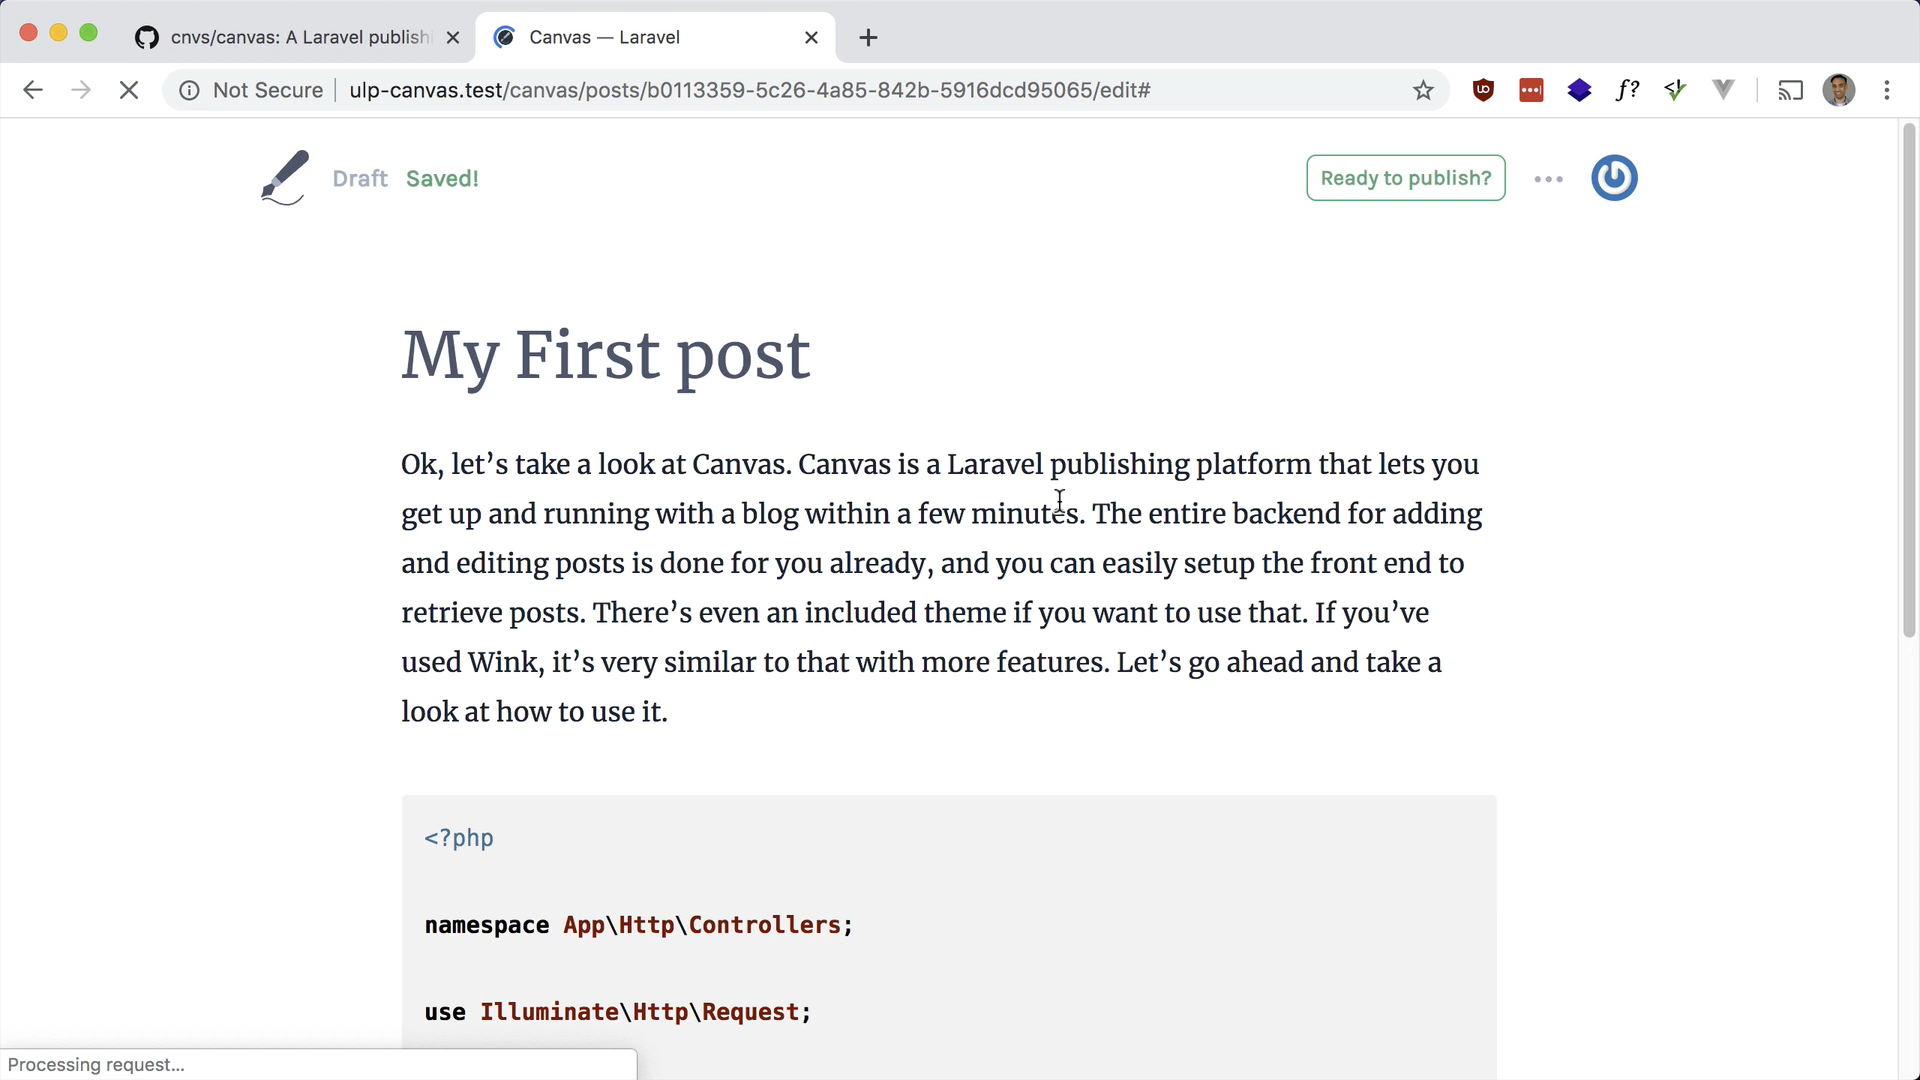 cnvs/canvas: A Laravel publish
Canvas — Laravel
Not Secure
ulp-canvas.test/canvas/posts/b0113359-5c26-4a85-842b-5916dcd95065/edit#
f?
Draft Saved!
Ready to publish?
My First post
Ok, let’s take a look at Canvas. Canvas is a Laravel publishing platform that lets you
get up and running with a blog within a few minutes. The entire backend for adding
and editing posts is done for you already, and you can easily setup the front end to
retrieve posts. There’s even an included theme if you want to use that. If you’ve
used Wink, it’s very similar to that with more features. Let’s go ahead and take a
look at how to use it.
<?php
namespace App\Http\Controllers;
use Illuminate\Http\Request;
Processing request...